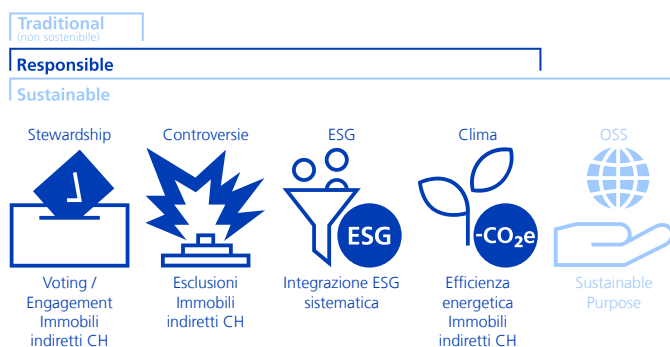 Traditional
(non sostenibile)
Responsible
Sustainable
Stewardship
Controversie
ESG
Clima
OSS
ESG
-CO₂e
Voting /
Engagement
Immobili
indiretti CH
Esclusioni
Immobili
indiretti CH
Integrazione ESG
sistematica
Efficienza
energetica
Immobili
indiretti CH
Sustainable
Purpose